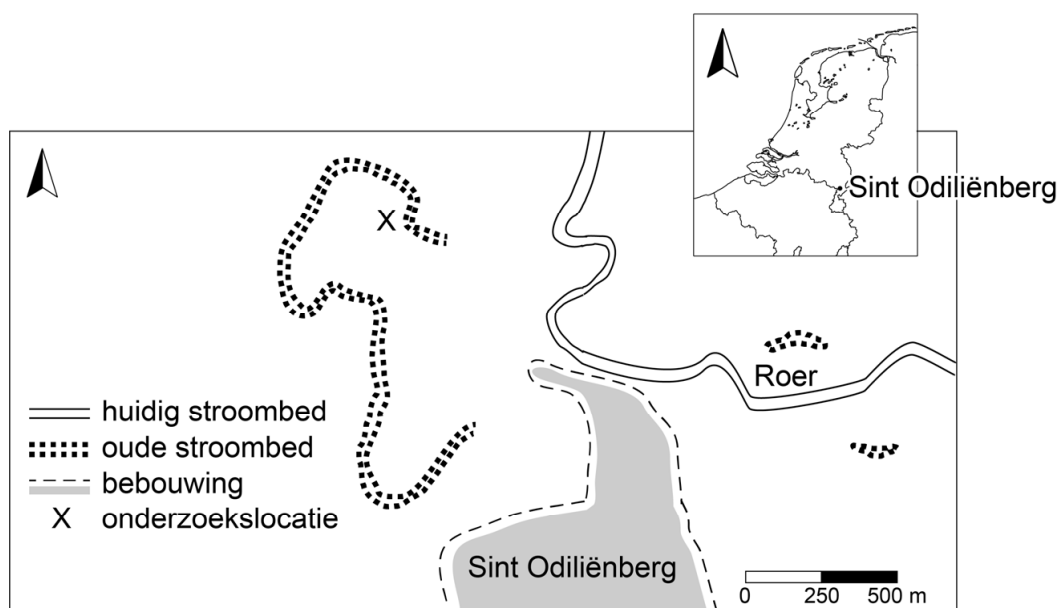 Sint Odiliënberg
Roer
huidig stroombed
oude stroombed
bebouwing
X
X onderzoekslocatie
Sint Odiliënberg
0 250 500 m